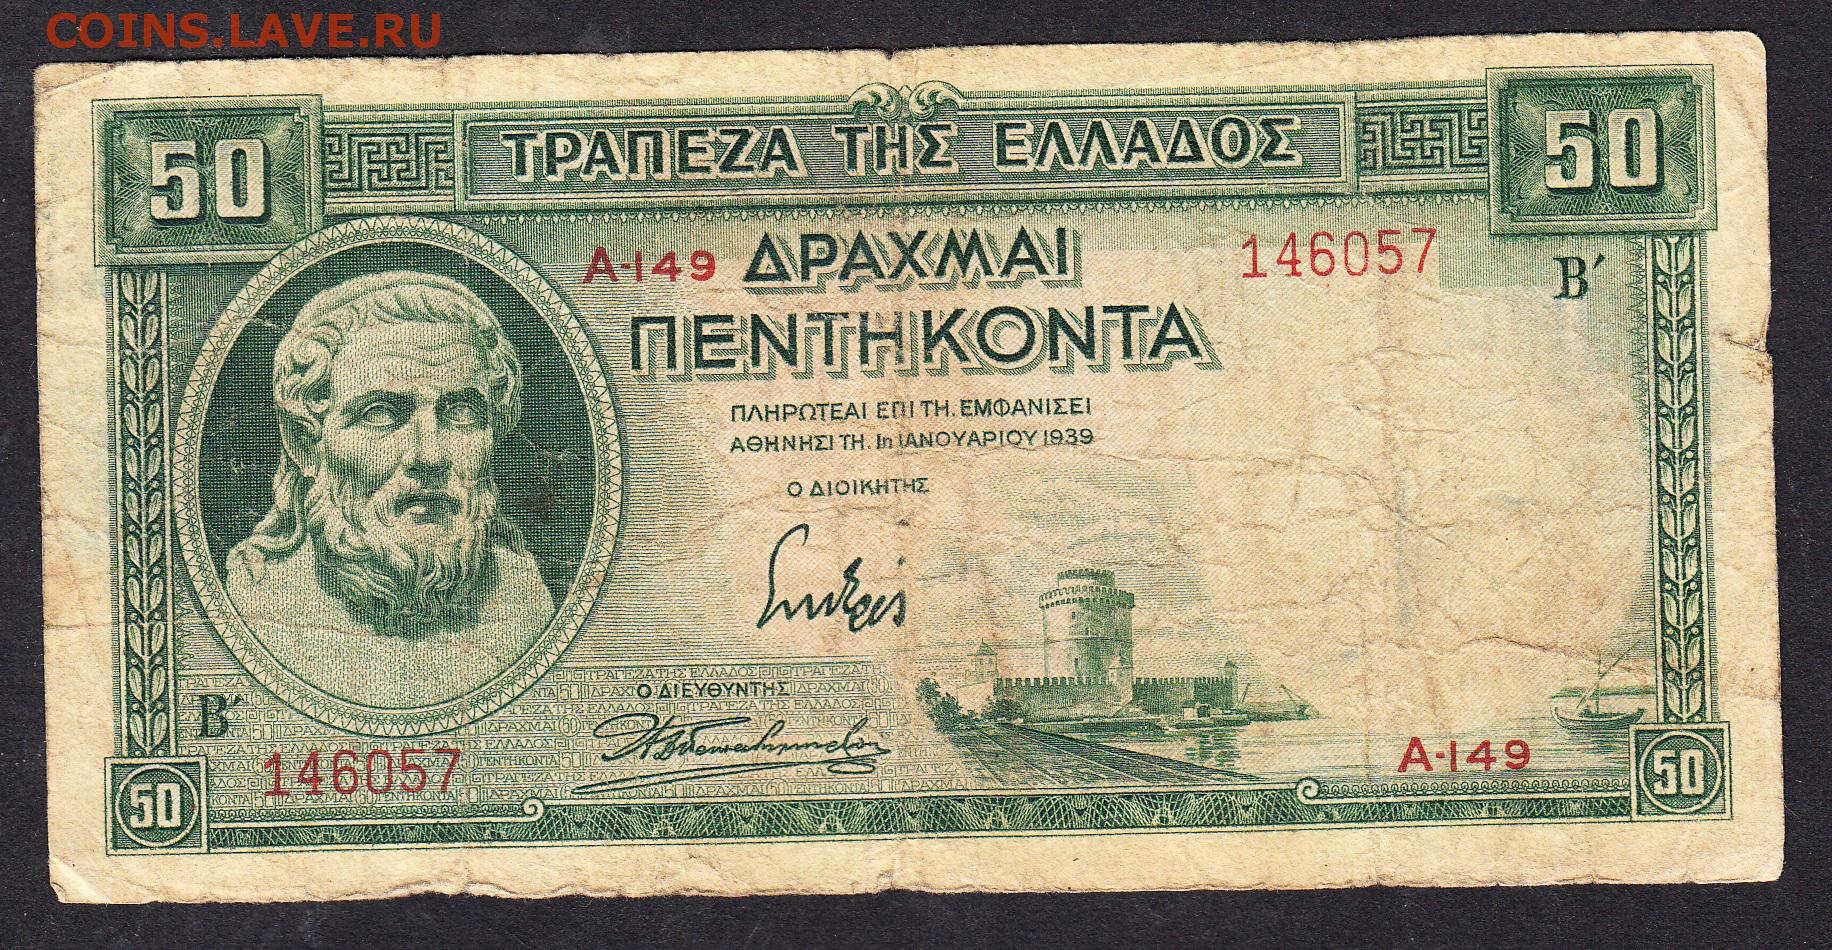 COINS.LAVE.RU
50 ΤΡΑΠΕΖΑ ΤΗΣ ΕΛΛΑΔΟΣ 50
Α-149 ΔΡΑΧΜΑΙ 146057
Β΄
ΠΕΝΤΗΚΟΝΤΑ
ΠΛΗΡΩΤΕΑΙ ΕΠΙ ΤΗ. ΕΜΦΑΝΙΣΕΙ
ΑΘΗΝΗΣΙ ΤΗ. 1η ΙΑΝΟΥΑΡΙΟΥ 1939
Ο ΔΙΟΙΚΗΤΗΣ
Ο ΔΙΕΥΘΥΝΤΗΣ
Β΄
146057 Α-149
50 50